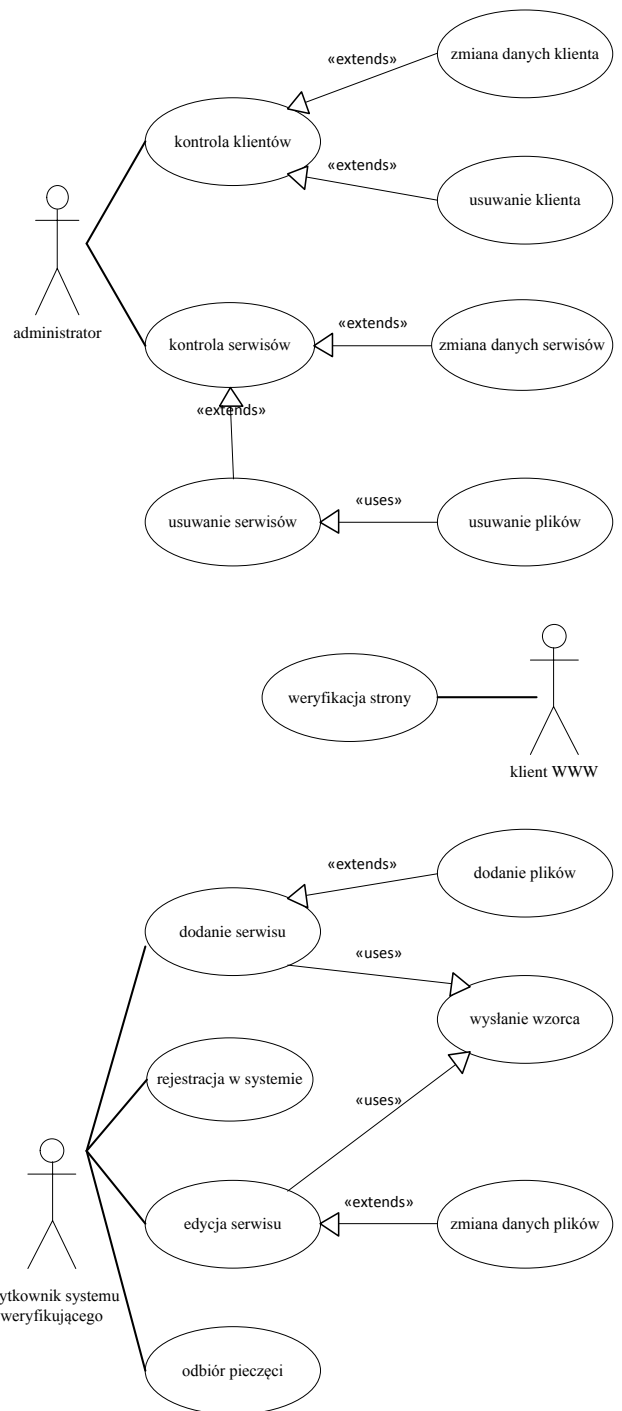 zmiana danych klienta
«extends»
kontrola klientów
«extends»
usuwanie klienta
administrator
«extends»
kontrola serwisów
zmiana danych serwisów
«extends»
«uses»
usuwanie serwisów
usuwanie plików
weryfikacja strony
klient WWW
«extends»
dodanie plików
dodanie serwisu
«uses»
wysłanie wzorca
rejestracja w systemie
«uses»
«extends»
edycja serwisu
zmiana danych plików
ytkownik systemu
weryfikującego
odbiór pieczęci